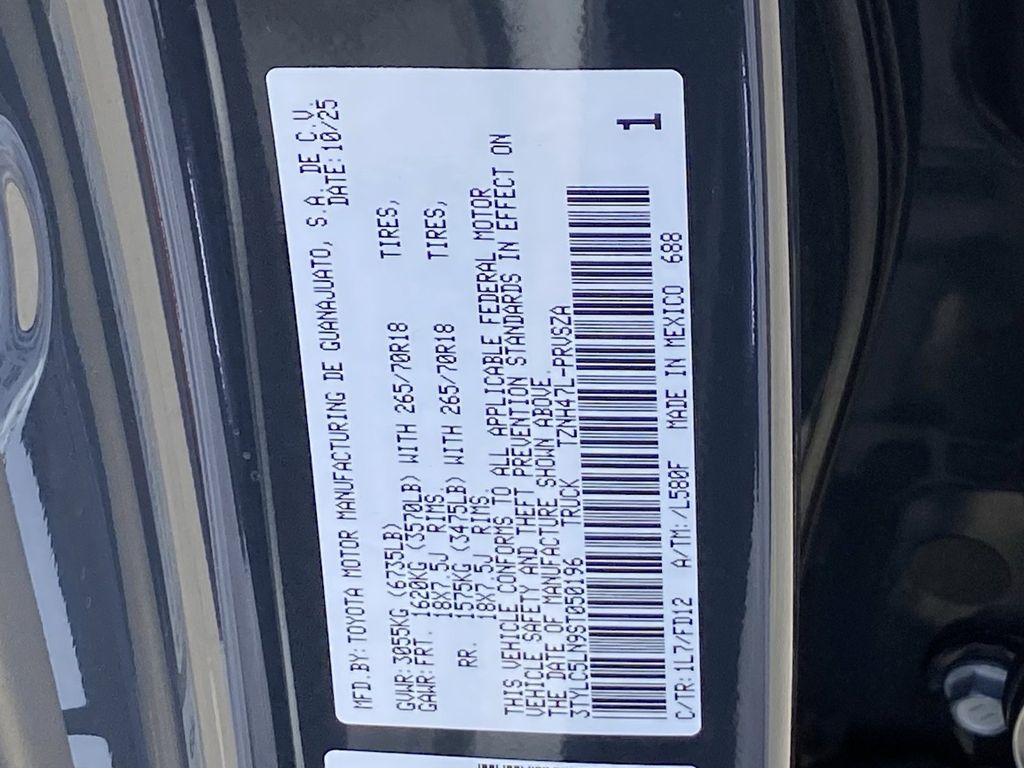 MFD.BY:TOYOTA MOTOR MANUFACTURING DE GUANAJUATO, S.A. DE C.V.
DATE:10/25
GVWR:3055KG (6735LB)
GAWR:FRT. 1620KG (3570LB) WITH 265/70R18 TIRES,
18X7.5J RIMS.
RR. 1575KG (3475LB) WITH 265/70R18 TIRES,
18X7.5J RIMS.
THIS VEHICLE CONFORMS TO ALL APPLICABLE FEDERAL MOTOR
VEHICLE SAFETY AND THEFT PREVENTION STANDARDS IN EFFECT ON
THE DATE OF MANUFACTURE SHOWN ABOVE.
3TYLC5LN9ST050196 TRUCK TZNH47L-PRVSZA
1
C/TR:1L7/FD12 A/TM:/L580F MADE IN MEXICO 688